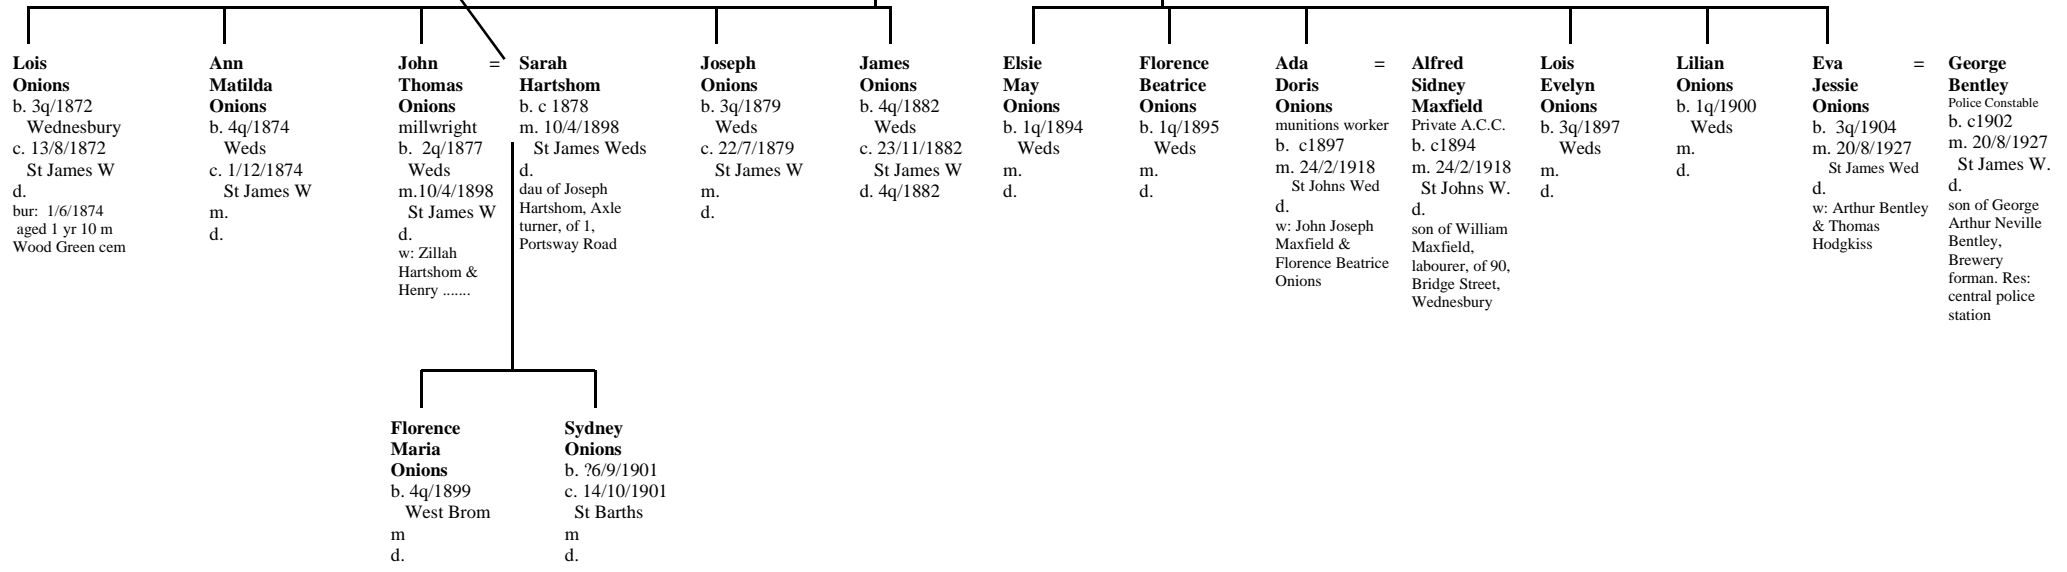 Lois
Onions
b. 3q/1872
Wednesbury
c. 13/8/1872
St James W
d.
bur:  1/6/1874
aged 1 yr 10 m
Wood Green cem
Ann
Matilda
Onions
b. 4q/1874
Weds
c. 1/12/1874
St James W
m.
d.
John
Thomas
Onions
millwright
b.  2q/1877
Weds
m.10/4/1898
St James W
d.
w: Zillah
Hartshom &
Henry .......
=
Sarah
Hartshom
b. c 1878
m. 10/4/1898
St James Weds
d.
dau of Joseph
Hartshom, Axle
turner, of 1,
Portsway Road
Joseph
Onions
b. 3q/1879
Weds
c. 22/7/1879
St James W
m.
d.
James
Onions
b. 4q/1882
Weds
c. 23/11/1882
St James W
d. 4q/1882
Elsie
May
Onions
b. 1q/1894
Weds
m.
d.
Florence
Beatrice
Onions
b. 1q/1895
Weds
m.
d.
Ada
Doris
Onions
munitions worker
b.  c1897
m. 24/2/1918
St Johns Wed
d.
w: John Joseph
Maxfield &
Florence Beatrice
Onions
=
Alfred
Sidney
Maxfield
Private A.C.C.
b. c1894
m. 24/2/1918
St Johns W.
d.
son of William
Maxfield,
labourer, of 90,
Bridge Street,
Wednesbury
Lois
Evelyn
Onions
b. 3q/1897
Weds
m.
d.
Lilian
Onions
b. 1q/1900
Weds
m.
d.
Eva
Jessie
Onions
b.  3q/1904
m. 20/8/1927
St James Wed
d.
w: Arthur Bentley
& Thomas
Hodgkiss
=
George
Bentley
Police Constable
b. c1902
m. 20/8/1927
St James W.
d.
son of George
Arthur Neville
Bentley,
Brewery
forman. Res:
central police
station
Florence
Maria
Onions
b. 4q/1899
West Brom
m
d.
Sydney
Onions
b. ?6/9/1901
c. 14/10/1901
St Barths
m
d.